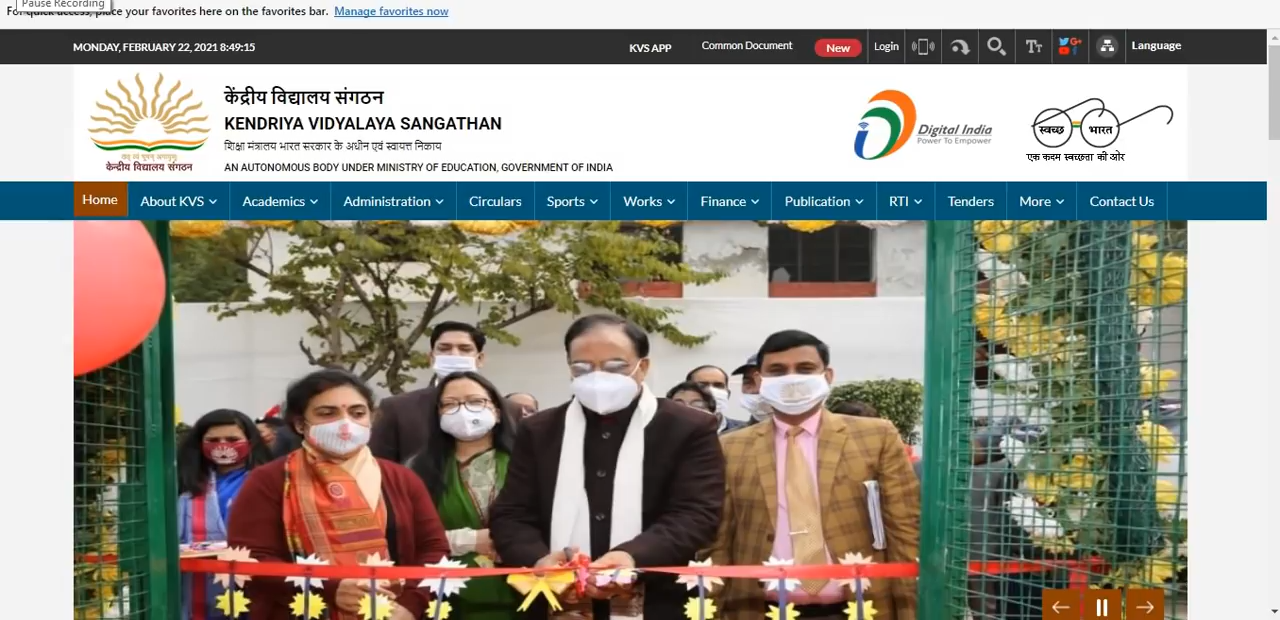 Pause Recording
For quick access, place your favorites here on the favorites bar. Manage favorites now
MONDAY, FEBRUARY 22, 2021 8:49:15
KVS APP
Common Document
New
Login
Language
केंद्रीय विद्यालय संगठन
KENDRIYA VIDYALAYA SANGATHAN
शिक्षा मंत्रालय भारत सरकार के अधीन एवं स्वायत्त निकाय
AN AUTONOMOUS BODY UNDER MINISTRY OF EDUCATION, GOVERNMENT OF INDIA
केन्द्रीय विद्यालय संगठन
Digital India
Power To Empower
स्वच्छ भारत
एक कदम स्वच्छता की ओर
Home
About KVS
Academics
Administration
Circulars
Sports
Works
Finance
Publication
RTI
Tenders
More
Contact Us